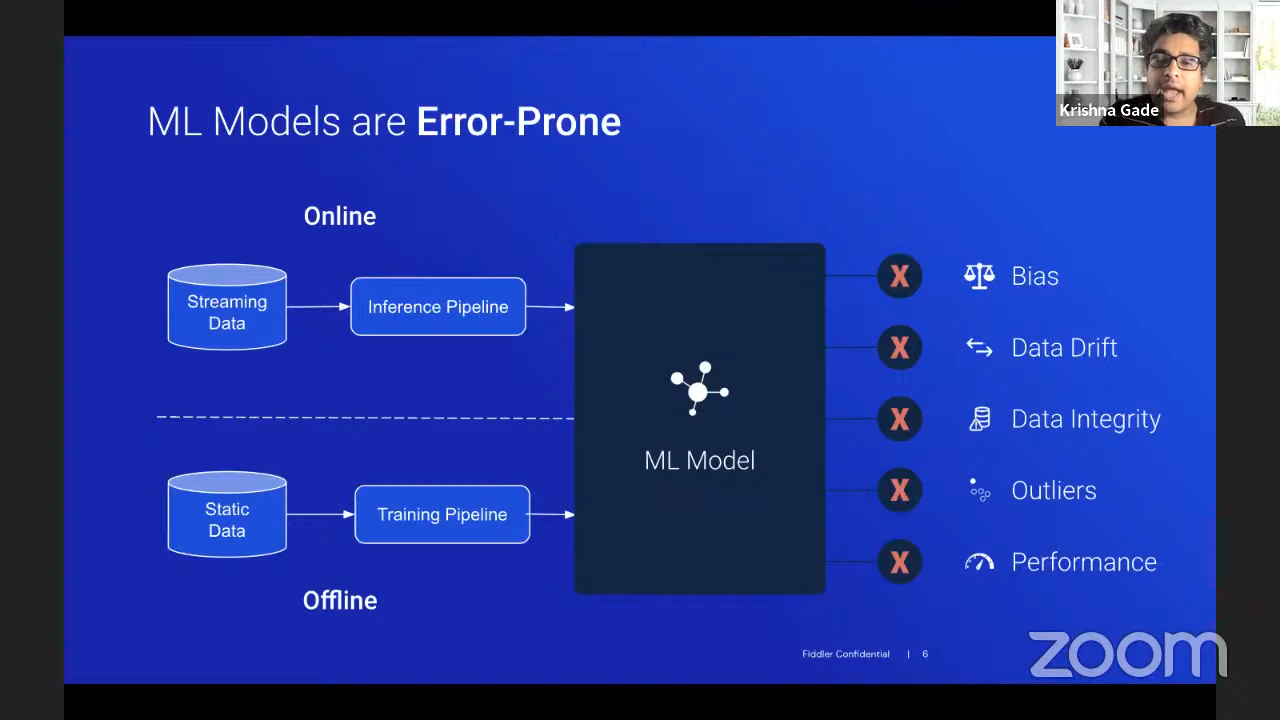 Krishna Gade
ML Models are Error-Prone
Online
Streaming
Data
Inference Pipeline
Static
Data
Training Pipeline
Offline
ML Model
X
Bias
X
Data Drift
X
Data Integrity
X
Outliers
X
Performance
Fiddler Confidential | 6
zoom